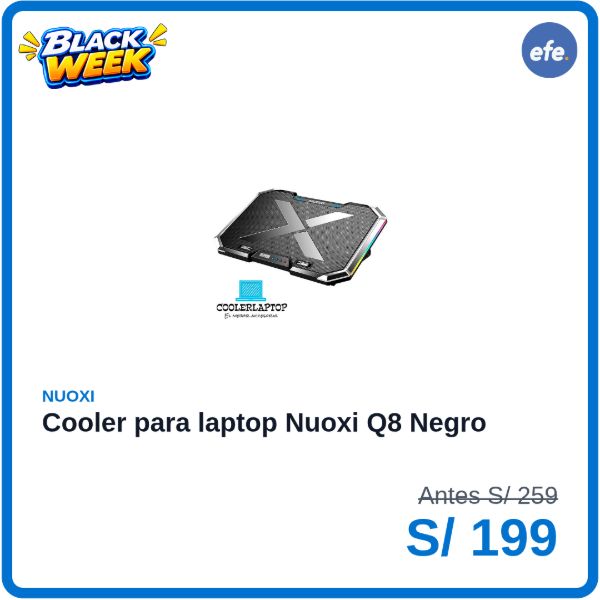 BLACK
WEEK
efe.
COOLERLAPTOP
NUOXI
Cooler para laptop Nuoxi Q8 Negro
Antes S/ 259
S/ 199